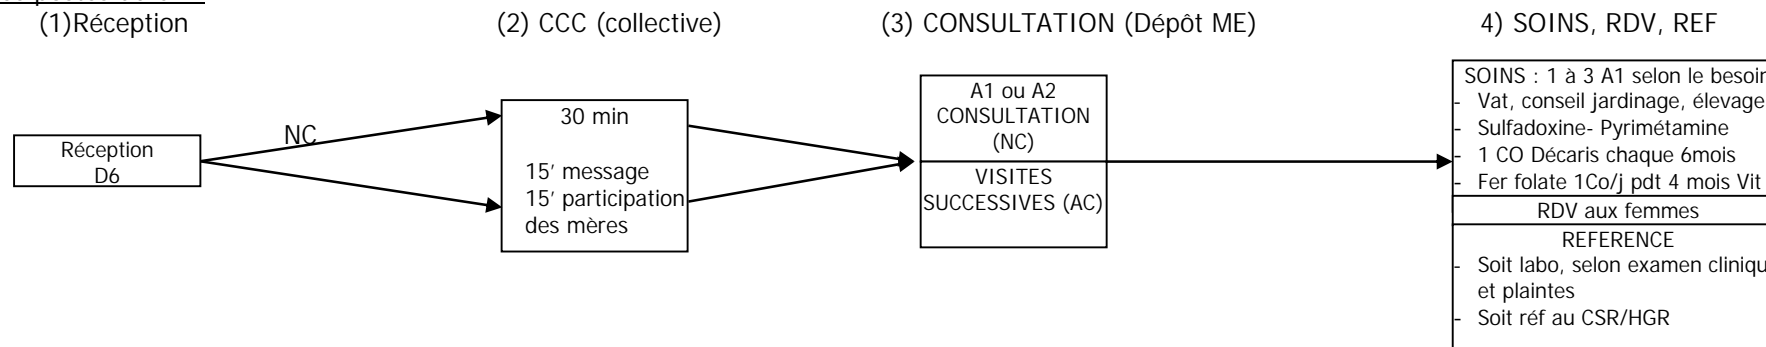 (1)Réception
(2) CCC (collective)
(3) CONSULTATION (Dépôt ME)
4) SOINS, RDV, REF
Réception
D6
NC
30 min
15' message
15' participation
des mères
A1 ou A2
CONSULTATION
(NC)
VISITES
SUCCESSIVES (AC)
SOINS : 1 à 3 A1 selon le besoin
- Vat, conseil jardinage, élevage
- Sulfadoxine- Pyrimétamine
- 1 CO Décaris chaque 6mois
- Fer folate 1Co/j pdt 4 mois Vit
RDV aux femmes
REFERENCE
- Soit labo, selon examen cliniqu
et plaintes
- Soit réf au CSR/HGR